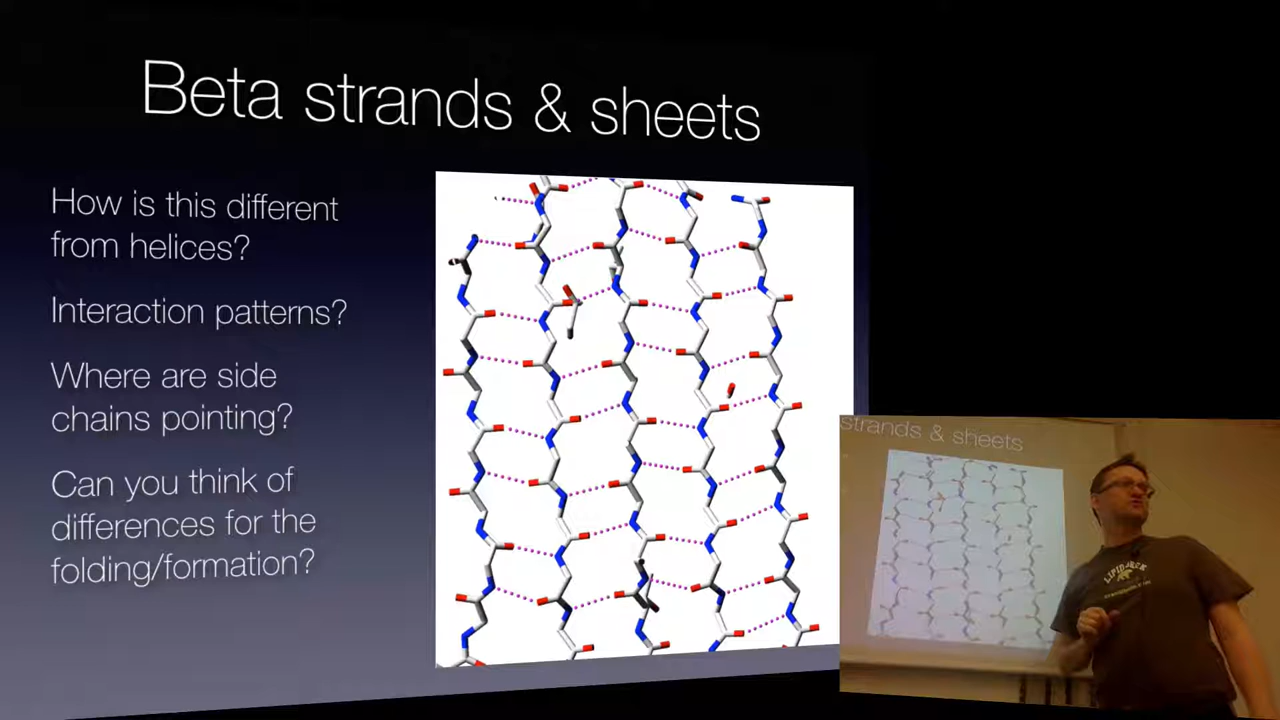 Beta strands & sheets
How is this different
from helices?
Interaction patterns?
Where are side
chains pointing?
Can you think of
differences for the
folding/formation?
strands & sheets